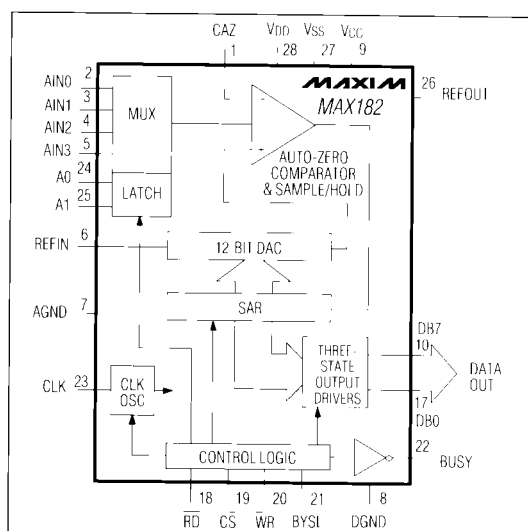 CAZ VDD VSS VCC
1 28 27 9
MAXIM
MAX182
26 REFOUT
AIN0 2
AIN1 3
AIN2 4
AIN3 5
MUX
A0 24
A1 25
LATCH
AUTO-ZERO
COMPARATOR
& SAMPLE/HOLD
REFIN 6
12 BIT DAC
AGND 7
SAR
DB7
10
THREE-
STATE
OUTPUT
DRIVERS
DATA
OUT
17
DB0
CLK 23
CLK
OSC
CONTROL LOGIC
22
BUSY
18 19 20 21 8
RD CS WR BYSL DGND